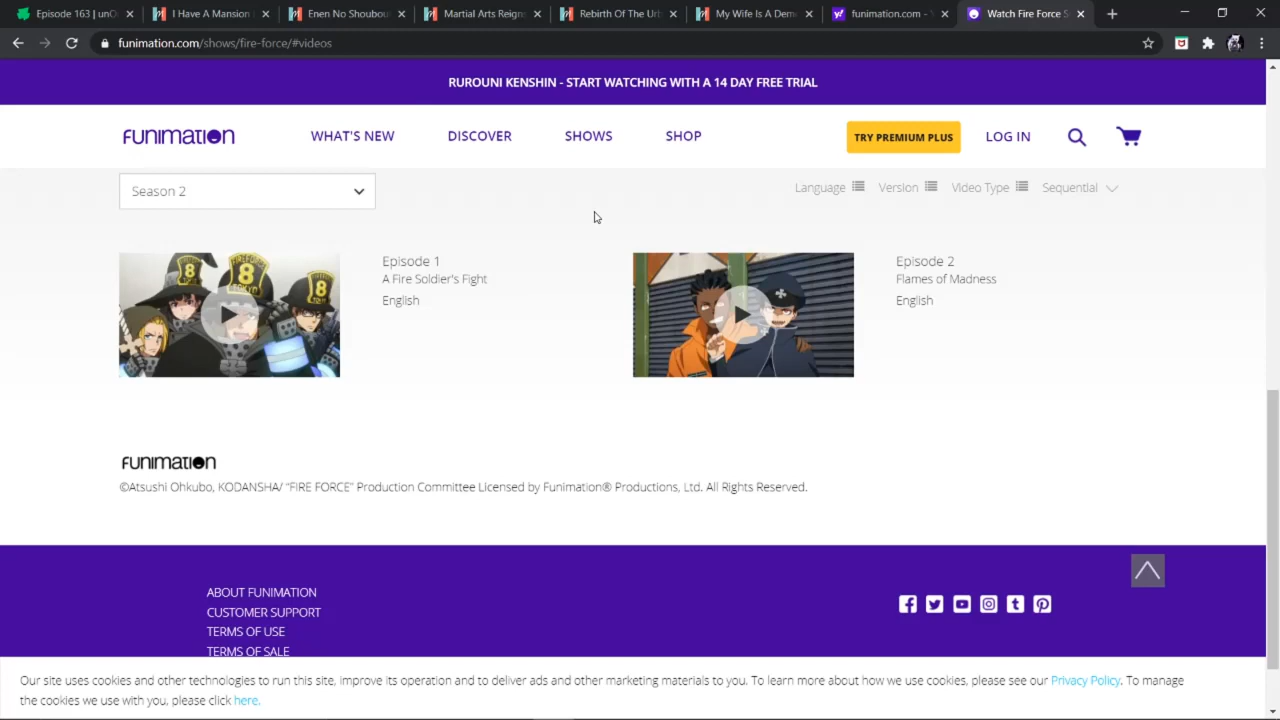 Episode 163 | unO
I Have A Mansion
Enen No Shoubou
Martial Arts Reign
Rebirth Of The Ur
My Wife Is A Dem
funimation.com -
Watch Fire Force S
funimation.com/shows/fire-force/#videos
RUROUNI KENSHIN - START WATCHING WITH A 14 DAY FREE TRIAL
FUNIMATION
WHAT'S NEW
DISCOVER
SHOWS
SHOP
TRY PREMIUM PLUS
LOG IN
Season 2
Language
Version
Video Type
Sequential
8
8
8
Episode 1
A Fire Soldier's Fight
English
Episode 2
Flames of Madness
English
FUNIMATION
©Atsushi Ohkubo, KODANSHA/ "FIRE FORCE" Production Committee Licensed by Funimation® Productions, Ltd. All Rights Reserved.
ABOUT FUNIMATION
CUSTOMER SUPPORT
TERMS OF USE
TERMS OF SALE
Our site uses cookies and other technologies to run this site, improve its operation and to deliver ads and other marketing materials to you. To learn more about how we use cookies, please see our Privacy Policy. To manage
the cookies we use with you, please click here.